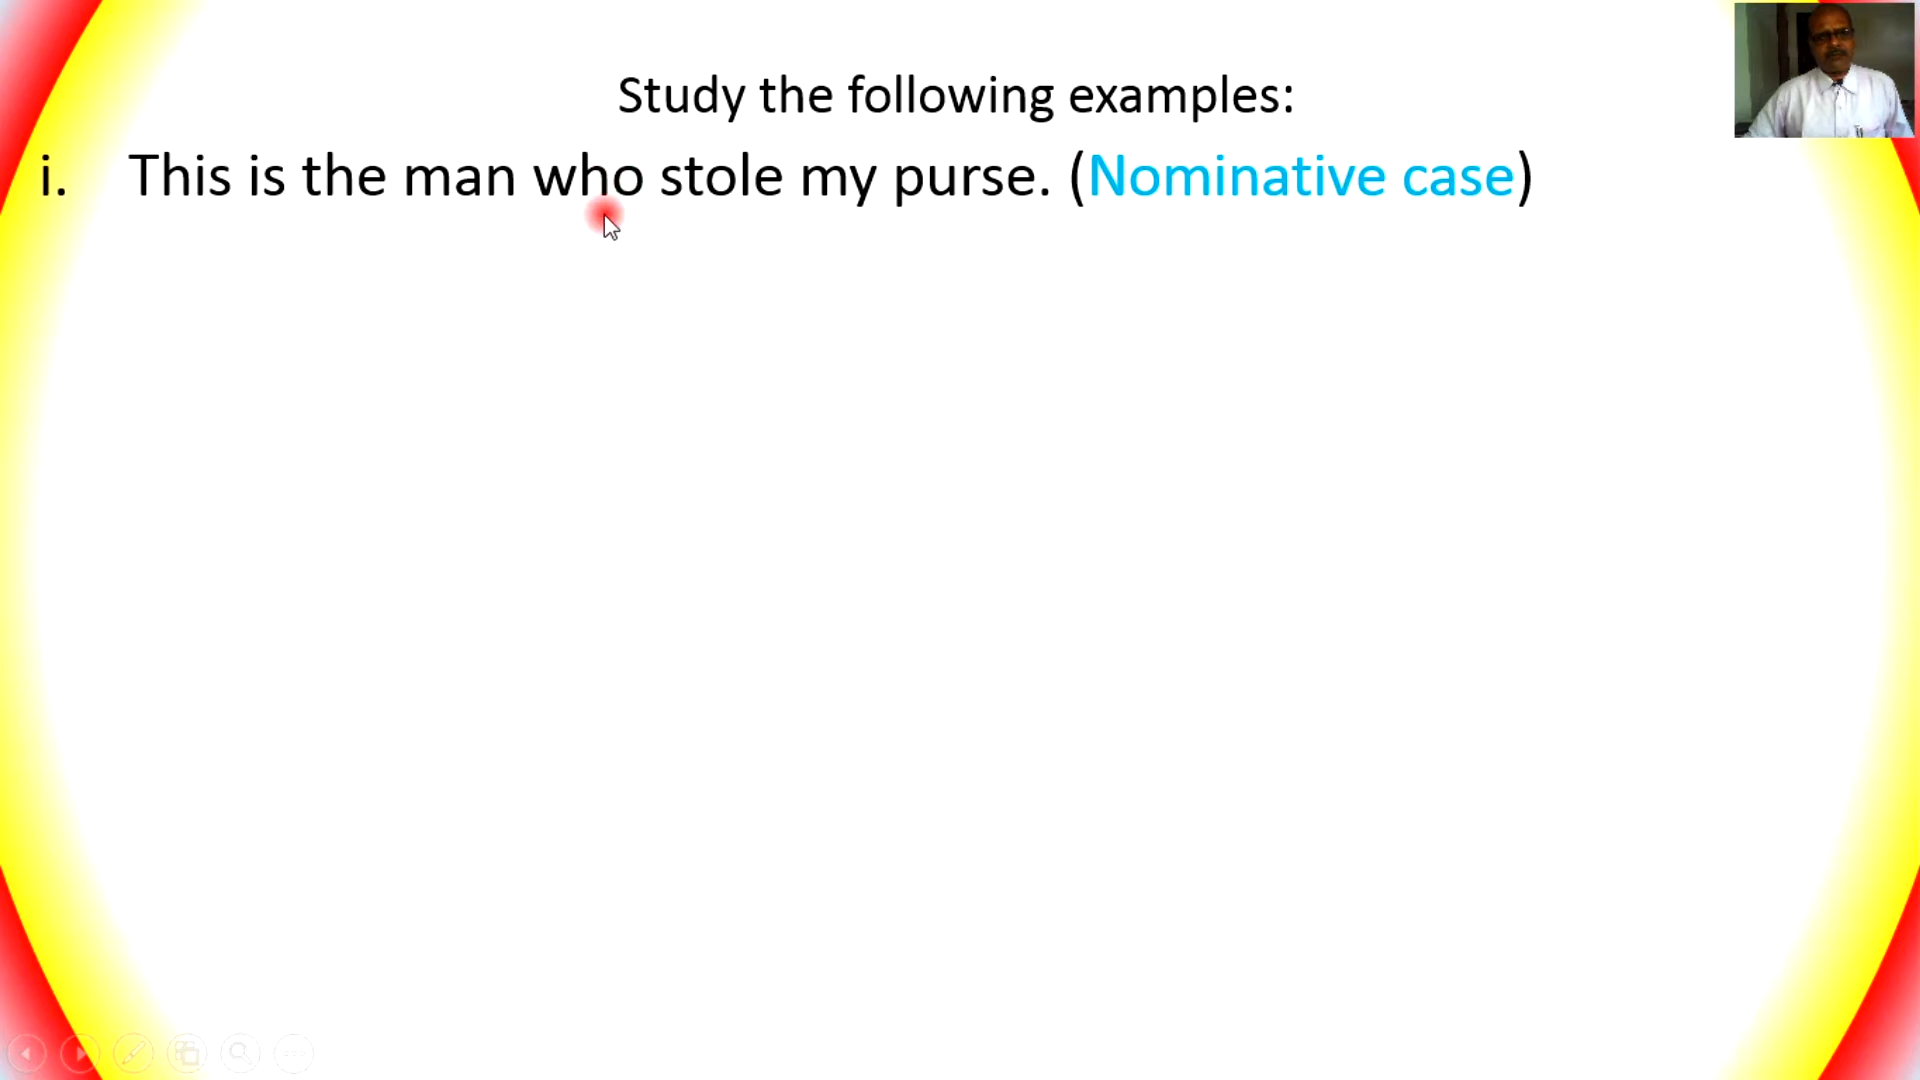 Study the following examples:
i. This is the man who stole my purse. (Nominative case)